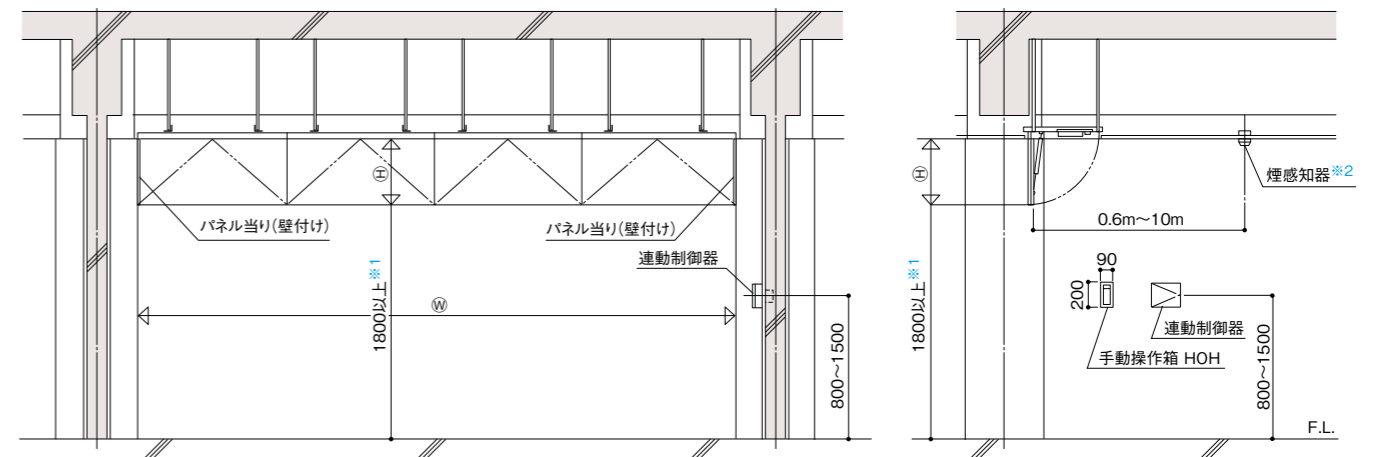 Ⓗ
パネル当り(壁付け)
パネル当り(壁付け)
連動制御器
1800以上※1
Ⓦ
800〜1500
Ⓗ
煙感知器※2
0.6m〜10m
1800以上※1
90
200
連動制御器
手動操作箱 HOH
800〜1500
F.L.